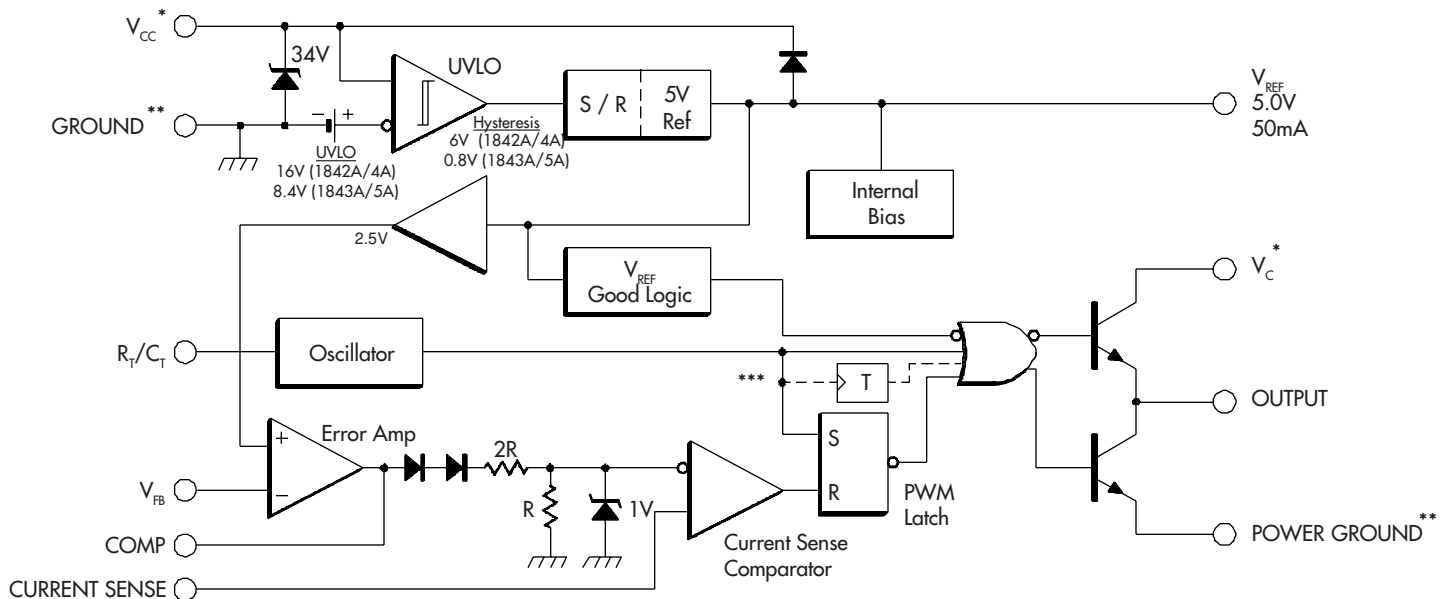 V_CC*
34V
UVLO
S / R
5V
Ref
V_REF
5.0V
50mA
GROUND**
− +
Hysteresis
6V (1842A/4A)
0.8V (1843A/5A)
UVLO
16V (1842A/4A)
8.4V (1843A/5A)
Internal
Bias
2.5V
V_REF
Good Logic
V_C*
R_T/C_T
Oscillator
***
T
OUTPUT
Error Amp
+
−
2R
S
R
V_FB
R
1V
PWM
Latch
COMP
Current Sense
Comparator
POWER GROUND**
CURRENT SENSE